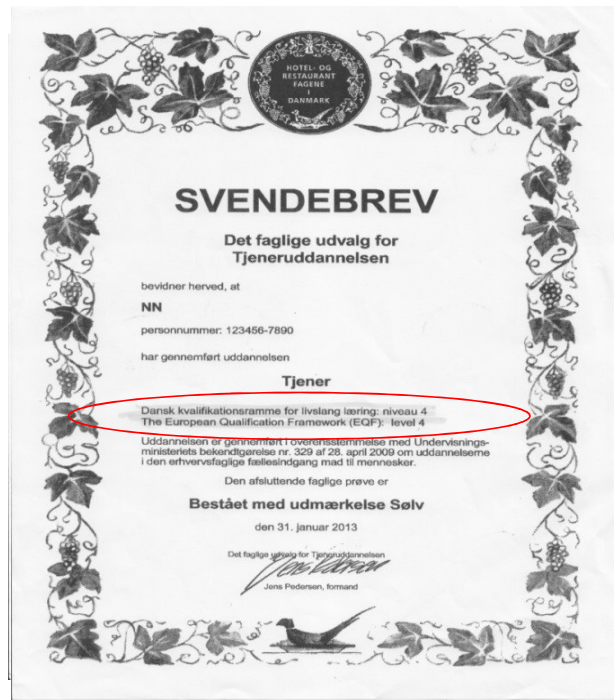 HOTEL- OG
RESTAURANT
FAGENE
I
DANMARK
SVENDEBREV
Det faglige udvalg for
Tjeneruddannelsen
bevidner herved, at
NN
personnummer: 123456-7890
har gennemført uddannelsen
Tjener
Dansk kvalifikationsramme for livslang læring: niveau 4
The European Qualification Framework (EQF): level 4
Uddannelsen er gennemført i overensstemmelse med Undervisnings-
ministeriets bekendtgørelse nr. 329 af 28. april 2009 om uddannelserne
i den erhvervsfaglige fællesindgang mad til mennesker.
Den afsluttende faglige prøve er
Bestået med udmærkelse Sølv
den 31. januar 2013
Det faglige udvalg for Tjeneruddannelsen
Jens Pedersen
Jens Pedersen, formand